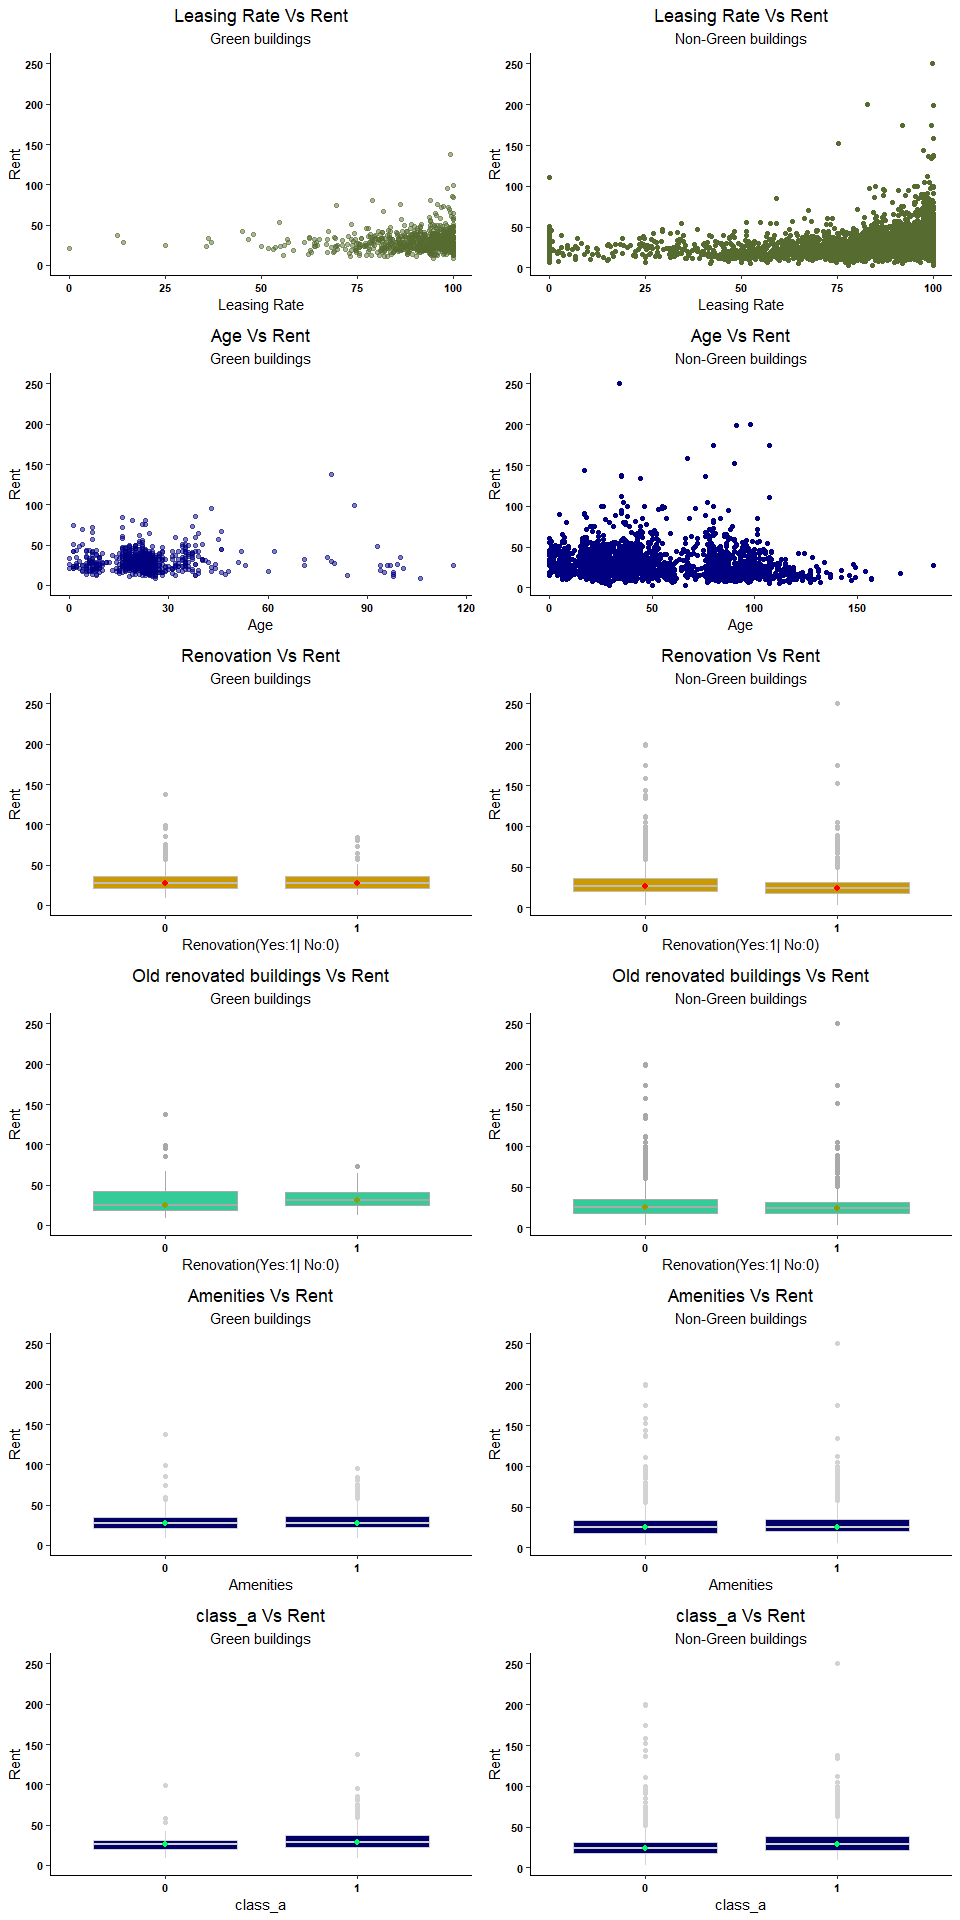 Leasing Rate Vs Rent
Green buildings
250
200
150
100
50
0
Rent
0 25 50 75 100
Leasing Rate
Leasing Rate Vs Rent
Non-Green buildings
250
200
150
100
50
0
Rent
0 25 50 75 100
Leasing Rate
Age Vs Rent
Green buildings
250
200
150
100
50
0
Rent
0 30 60 90 120
Age
Age Vs Rent
Non-Green buildings
250
200
150
100
50
0
Rent
0 50 100 150
Age
Renovation Vs Rent
Green buildings
250
200
150
100
50
0
Rent
0 1
Renovation(Yes:1| No:0)
Renovation Vs Rent
Non-Green buildings
250
200
150
100
50
0
Rent
0 1
Renovation(Yes:1| No:0)
Old renovated buildings Vs Rent
Green buildings
250
200
150
100
50
0
Rent
0 1
Renovation(Yes:1| No:0)
Old renovated buildings Vs Rent
Non-Green buildings
250
200
150
100
50
0
Rent
0 1
Renovation(Yes:1| No:0)
Amenities Vs Rent
Green buildings
250
200
150
100
50
0
Rent
0 1
Amenities
Amenities Vs Rent
Non-Green buildings
250
200
150
100
50
0
Rent
0 1
Amenities
class_a Vs Rent
Green buildings
250
200
150
100
50
0
Rent
0 1
class_a
class_a Vs Rent
Non-Green buildings
250
200
150
100
50
0
Rent
0 1
class_a